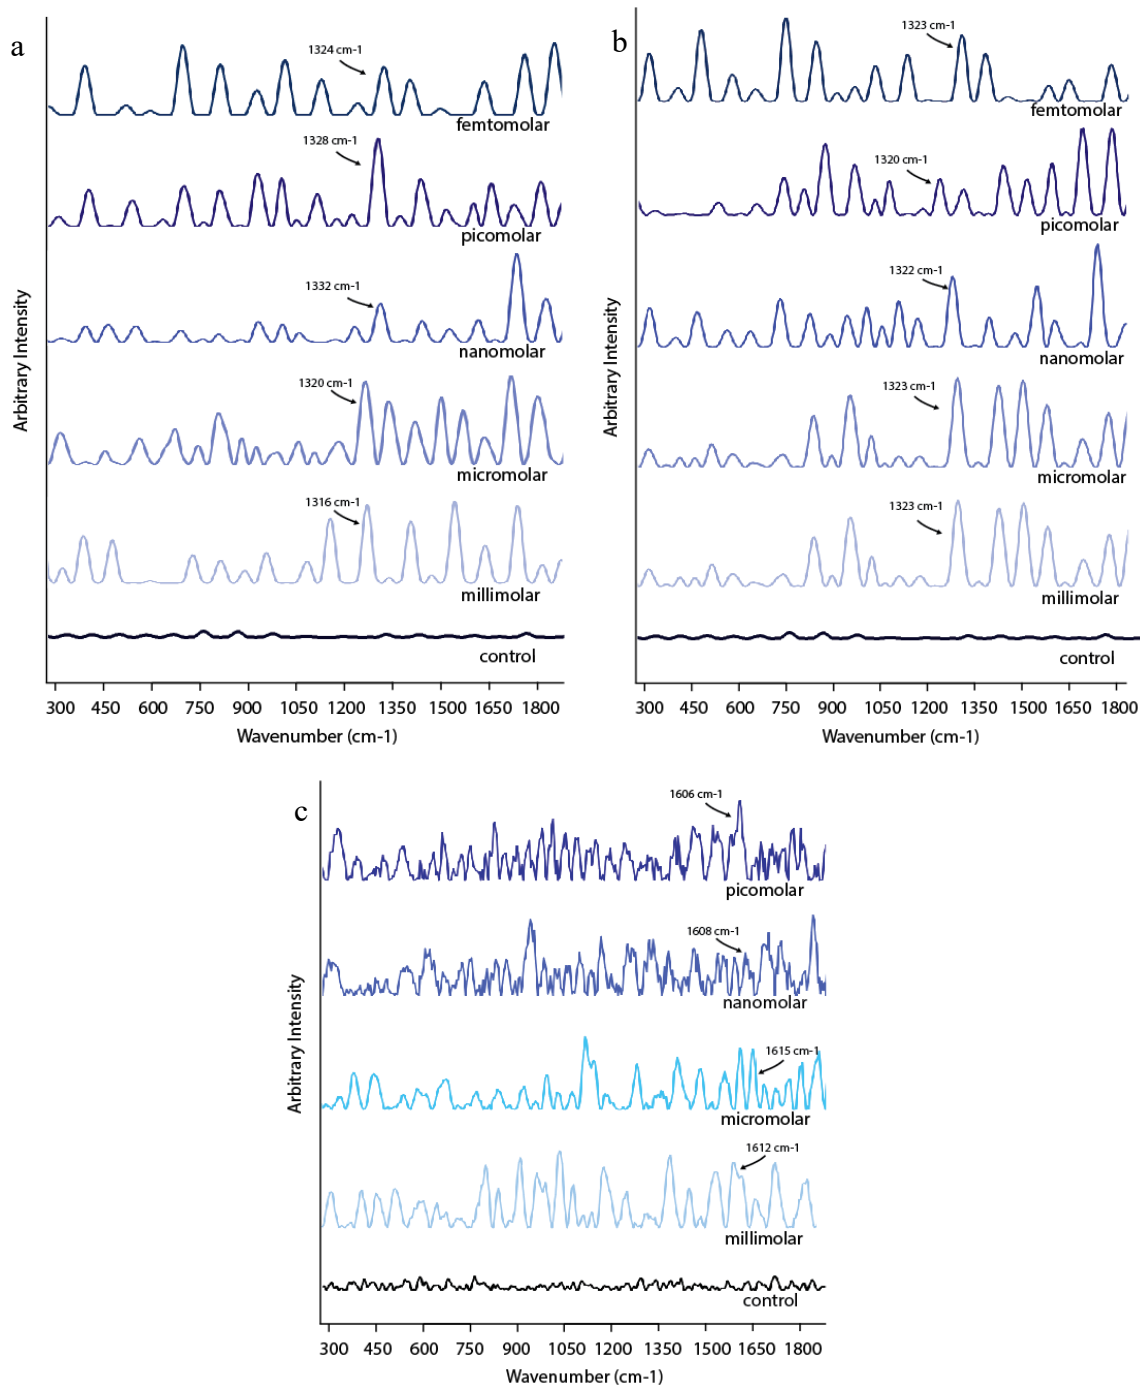 a
1324 cm-1
femtomolar
1328 cm-1
picomolar
1332 cm-1
nanomolar
1320 cm-1
micromolar
1316 cm-1
millimolar
control
Arbitrary Intensity
300 450 600 750 900 1050 1200 1350 1500 1650 1800
Wavenumber (cm-1)
b
1323 cm-1
femtomolar
1320 cm-1
picomolar
1322 cm-1
nanomolar
1323 cm-1
micromolar
1323 cm-1
millimolar
control
Arbitrary Intensity
300 450 600 750 900 1050 1200 1350 1500 1650 1800
Wavenumber (cm-1)
c
1606 cm-1
picomolar
1608 cm-1
nanomolar
1615 cm-1
micromolar
1612 cm-1
millimolar
control
Arbitrary Intensity
300 450 600 750 900 1050 1200 1350 1500 1650 1800
Wavenumber (cm-1)